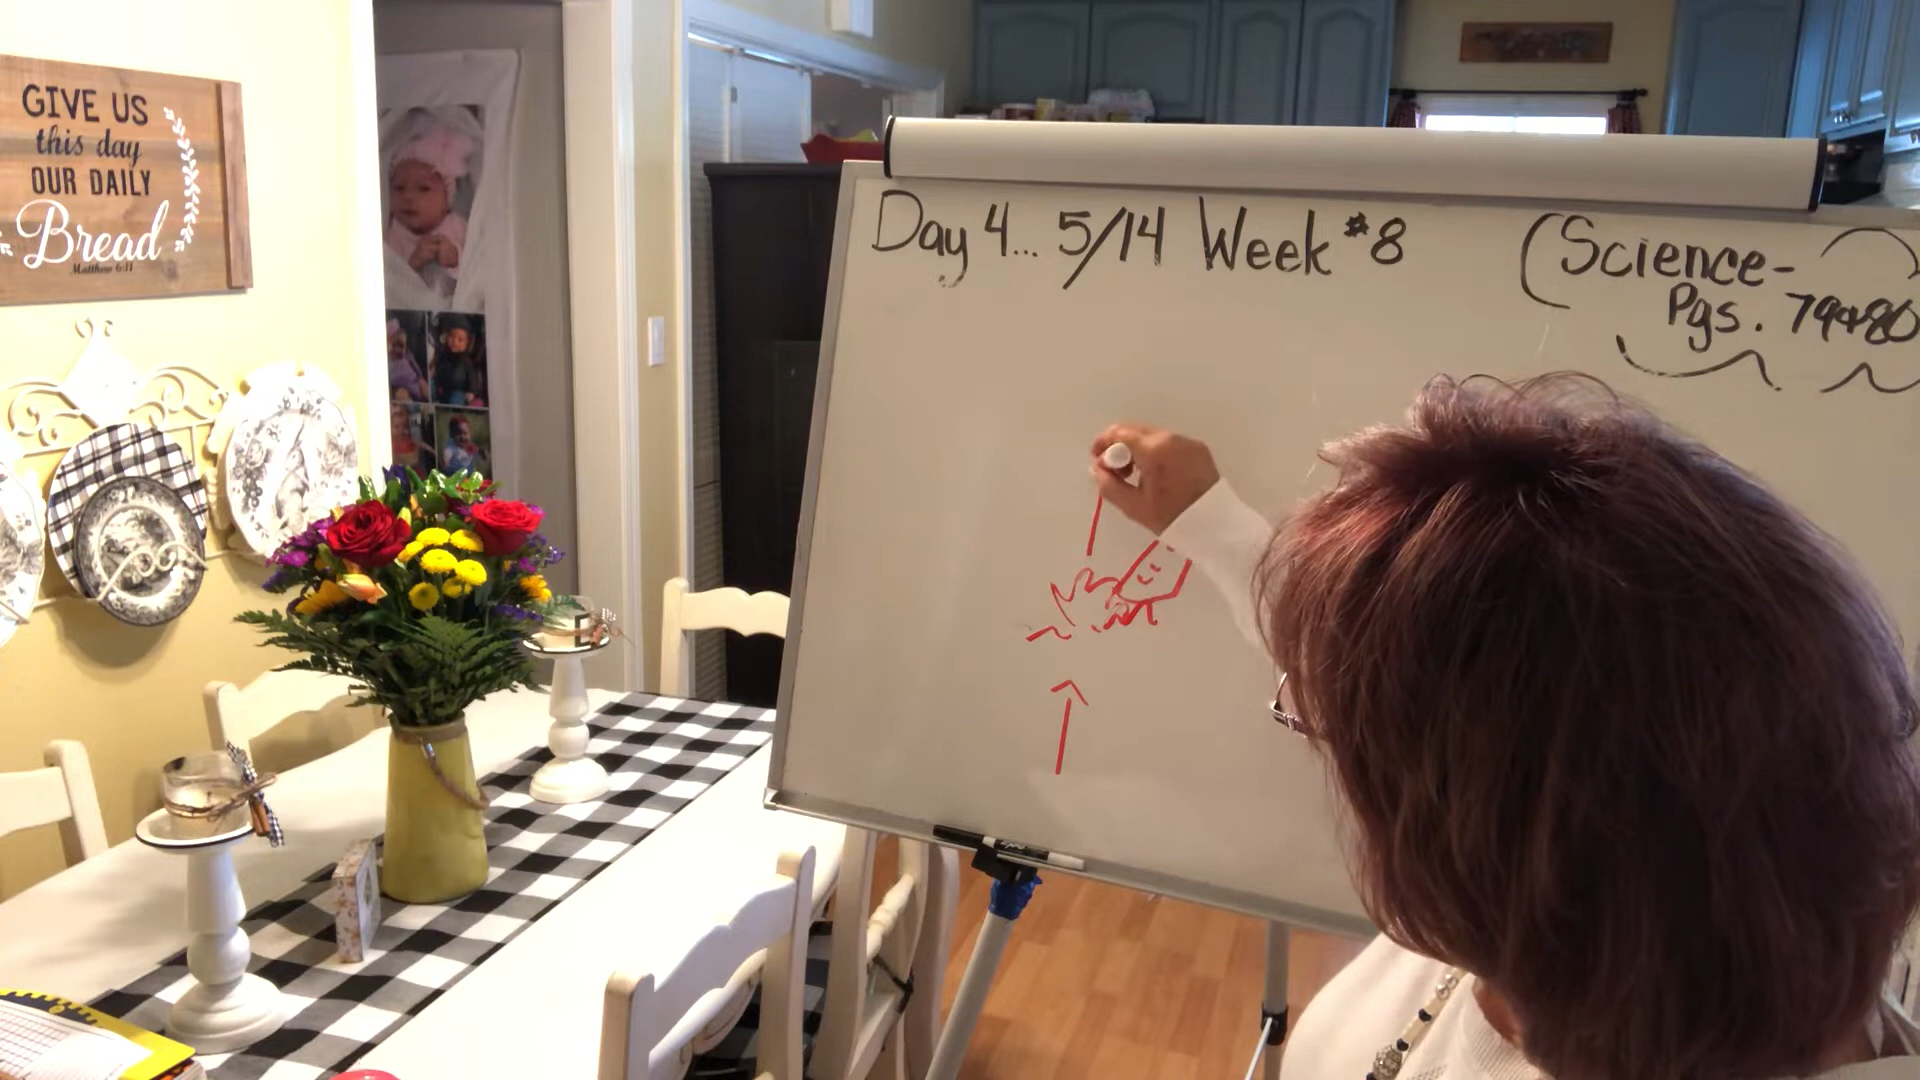 GIVE US
this day
OUR DAILY
Bread
Matthew 6:11
Day 4... 5/14 Week #8
(Science-
Pgs. 79+80